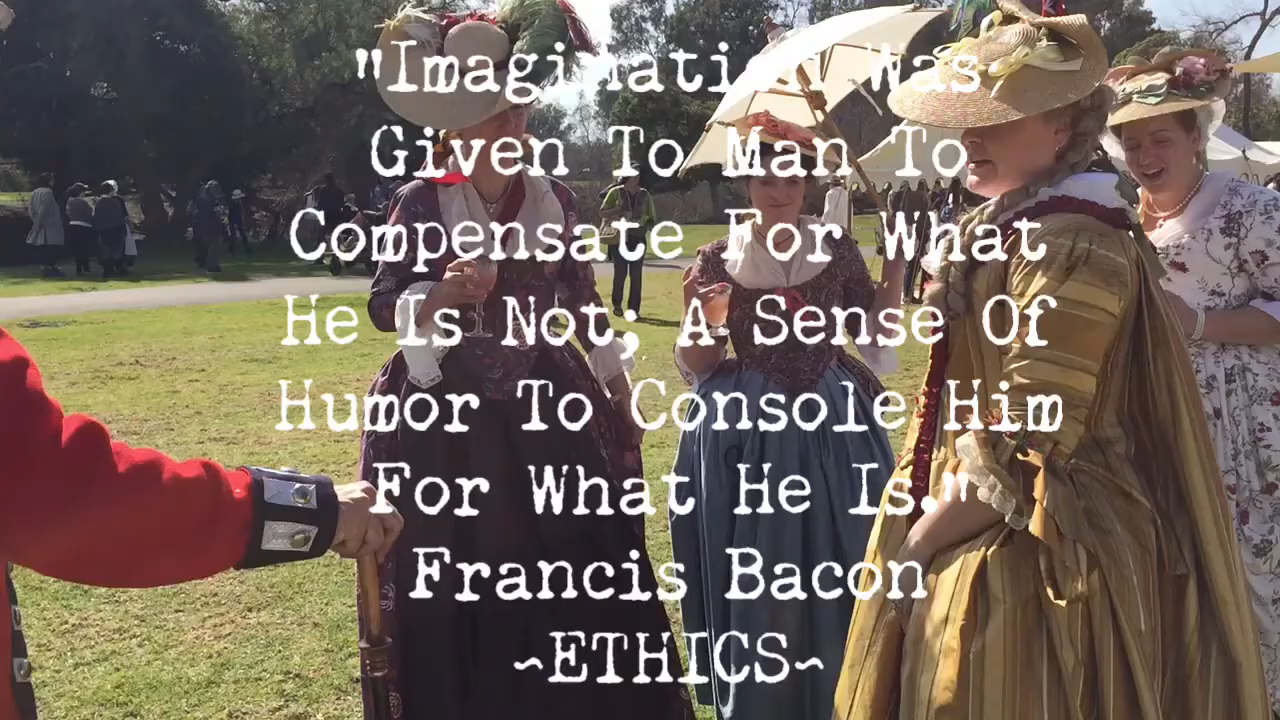 "Imagination Was
Given To Man To
Compensate For What
He Is Not; A Sense Of
Humor To Console Him
For What He Is."
Francis Bacon
~ETHICS~